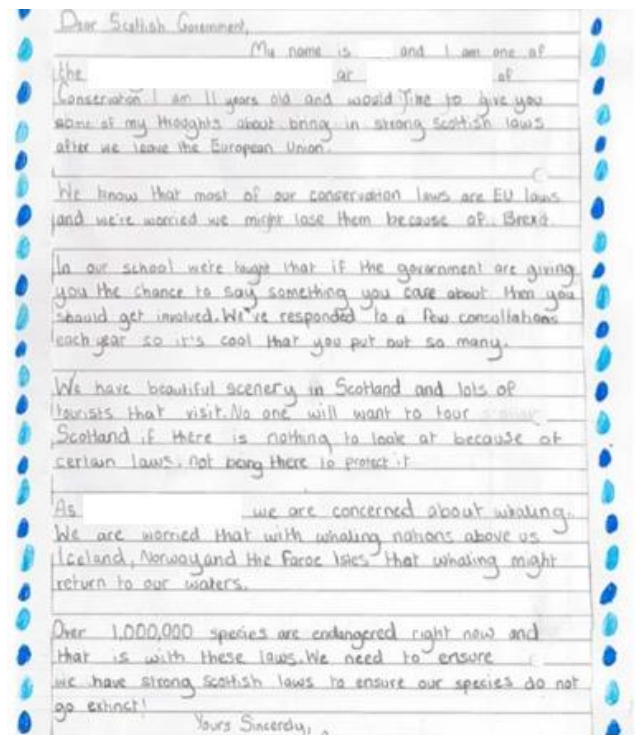 Dear Scottish Government,
My name is and I am one of
the at of
Conservation. I am 11 years old and would like to give you
some of my thoughts about bring in strong Scottish laws
after we leave the European Union.
We know that most of our conservation laws are EU laws
and we're worried we might lose them because of.. Brexit.
In our school we're taught that if the government are giving
you the chance to say something you care about then you
should get involved. We've responded to a few consultations
each year so it's cool that you put out so many.
We have beautiful scenery in Scotland and lots of
tourists that visit. No one will want to tour
Scotland if there is nothing to look at because of
certain laws. not being there to protect it
As we are concerned about whaling.
We are worried that with whaling nations above us
Iceland, Norway and the Faroe Isles that whaling might
return to our waters.
Over 1,000,000 species are endangered right now and
that is with these laws. We need to ensure
we have strong Scottish laws to ensure our species do not
go extinct!
Yours Sincerely,